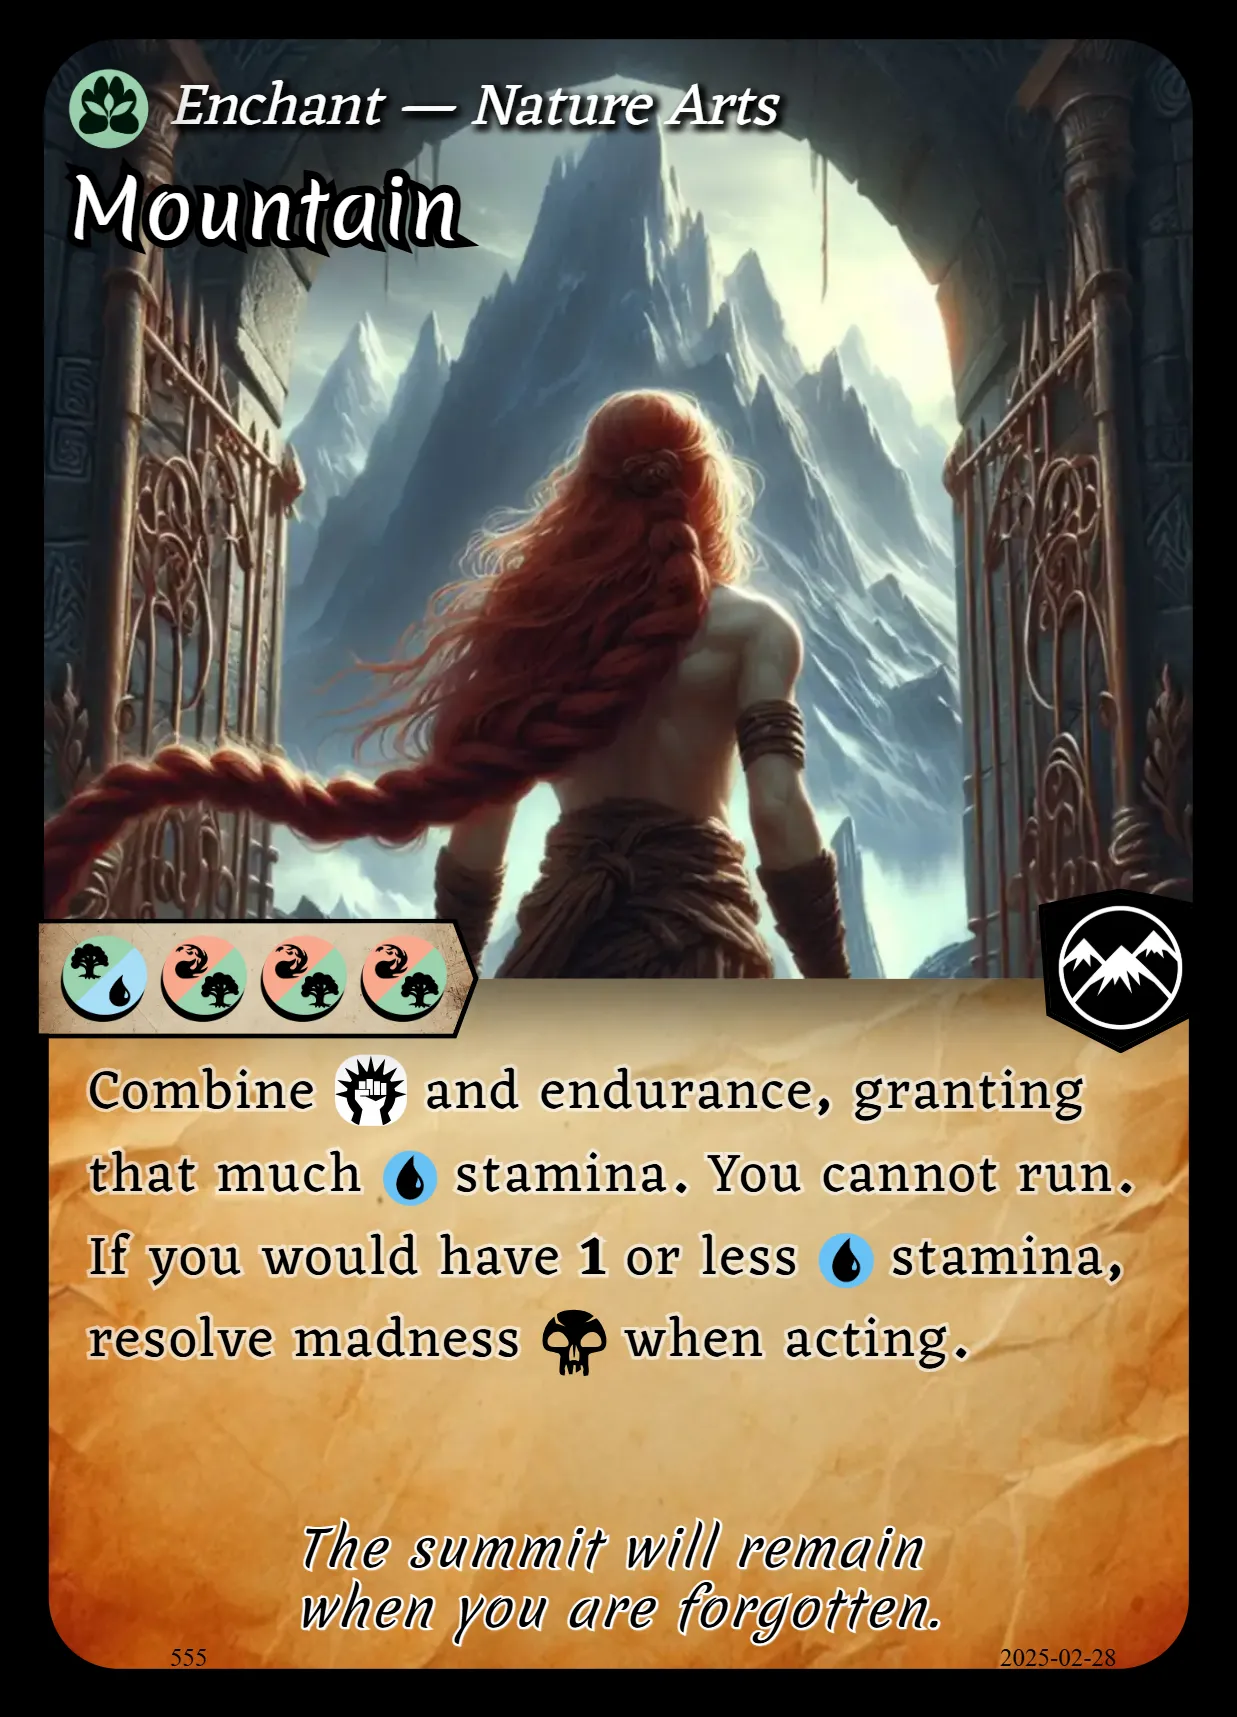 Enchant — Nature Arts
Mountain
Combine and endurance, granting
that much stamina. You cannot run.
If you would have 1 or less stamina,
resolve madness when acting.
The summit will remain
when you are forgotten.
555
2025-02-28